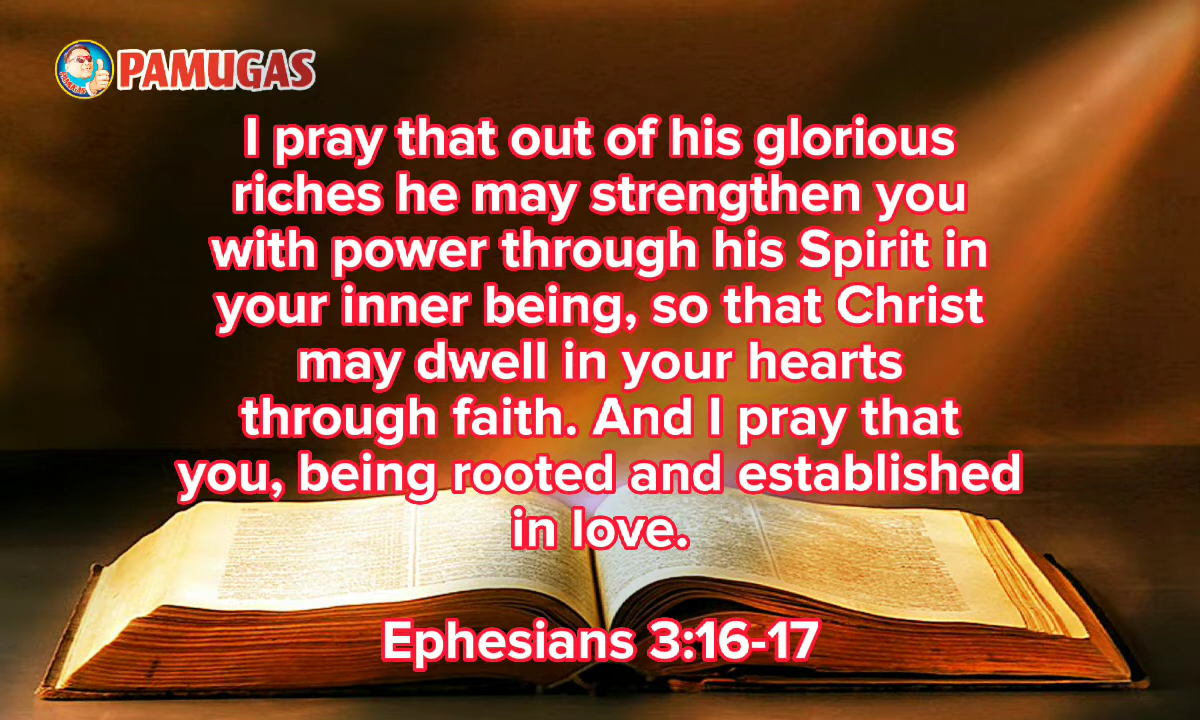 PAMUGAS
I pray that out of his glorious
riches he may strengthen you
with power through his Spirit in
your inner being, so that Christ
may dwell in your hearts
through faith. And I pray that
you, being rooted and established
in love.
Ephesians 3:16-17